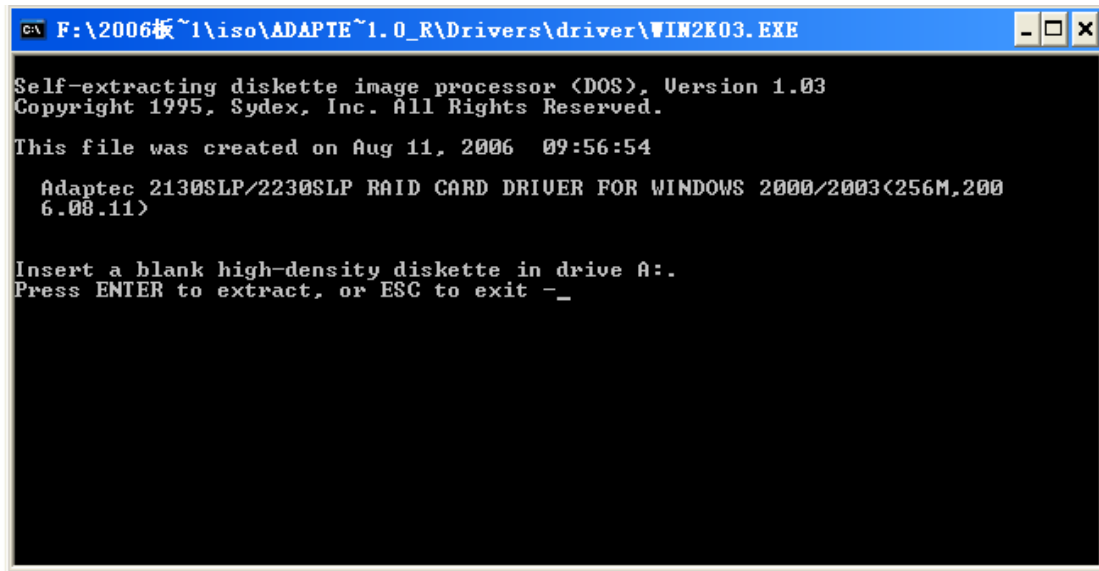 F:\2006板~1\iso\ADAPTE~1.0_R\Drivers\driver\WIN2K03.EXE
Self-extracting diskette image processor (DOS), Version 1.03
Copyright 1995, Sydex, Inc. All Rights Reserved.
This file was created on Aug 11, 2006  09:56:54
Adaptec 2130SLP/2230SLP RAID CARD DRIVER FOR WINDOWS 2000/2003(256M,200
6.08.11)
Insert a blank high-density diskette in drive A:.
Press ENTER to extract, or ESC to exit -_